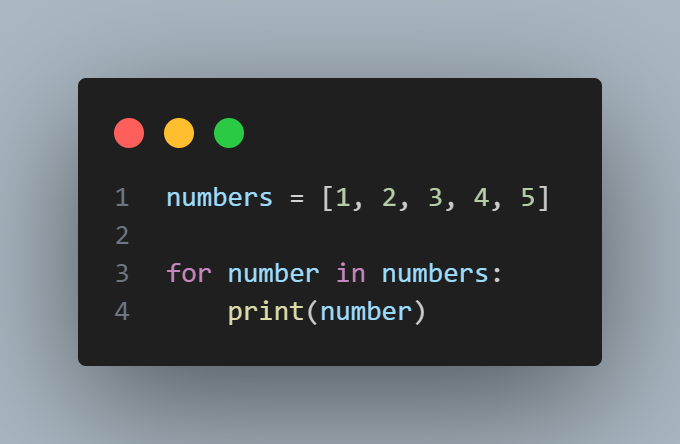 1 numbers = [1, 2, 3, 4, 5]
2
3 for number in numbers:
4     print(number)